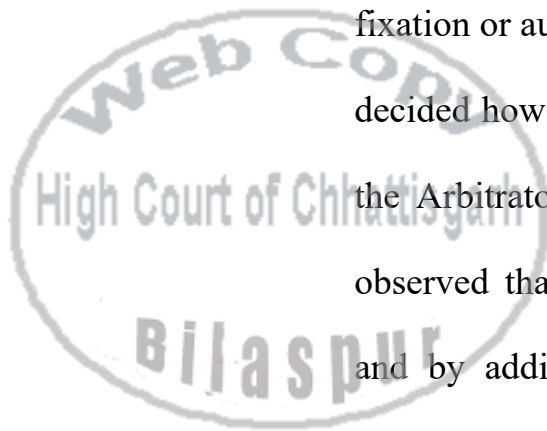 fixation or au
Web Copy
decided how
High Court of Chhattisgarh
the Arbitrato
observed tha
Bilaspur
and by addi